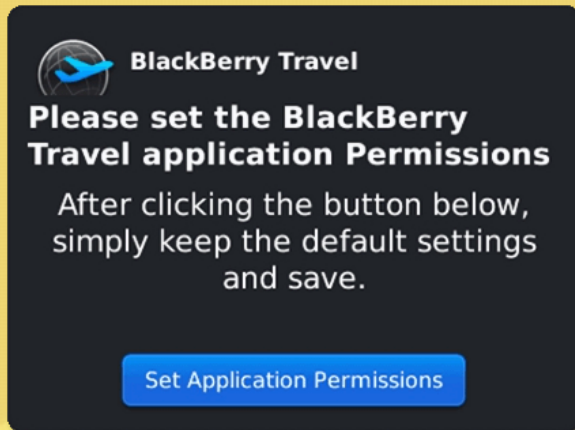 BlackBerry Travel
Please set the BlackBerry
Travel application Permissions
After clicking the button below,
simply keep the default settings
and save.
Set Application Permissions